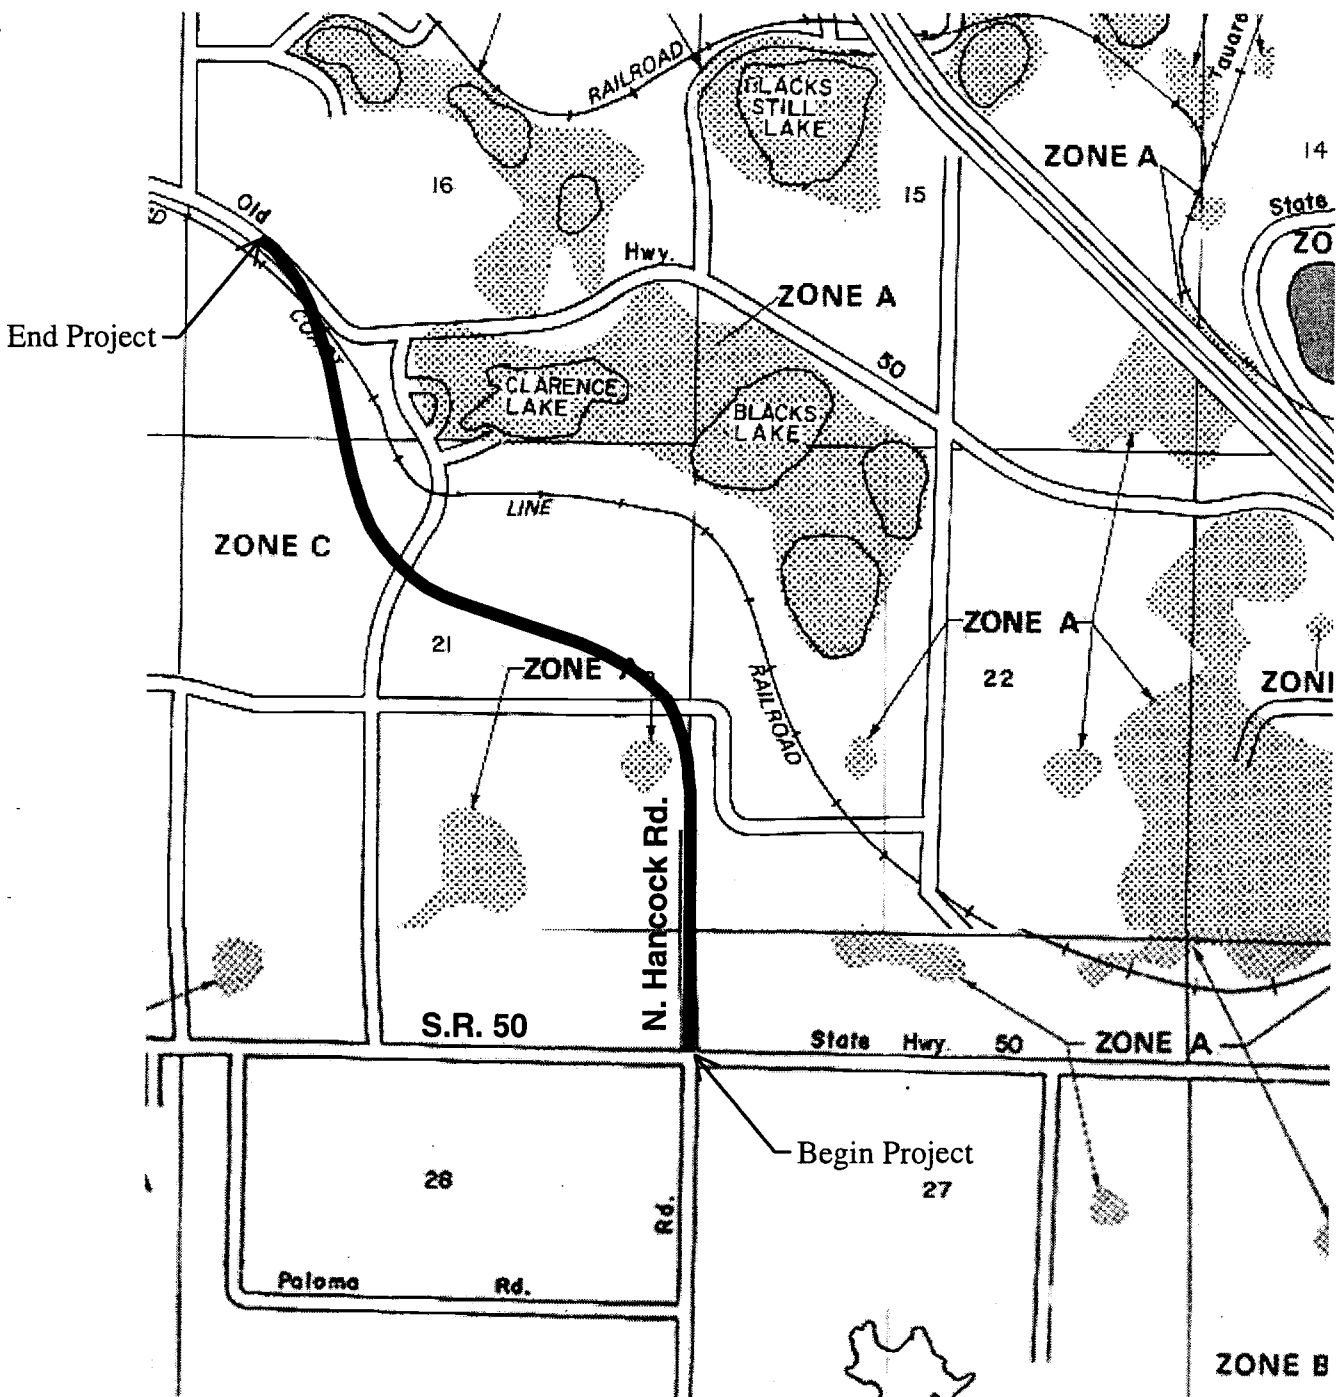 RAILROAD
BLACKS
STILL
LAKE
ZONE A
14
16
15
State
Old
ZO
Hwy.
ZONE A
End Project
50
CLARENCE
LAKE
BLACKS
LAKE
LINE
ZONE C
ZONE A
21
ZONE
22
ZONE
RAILROAD
N. Hancock Rd.
S.R. 50
State Hwy. 50
ZONE A
Begin Project
28
27
Rd.
Paloma Rd.
ZONE B